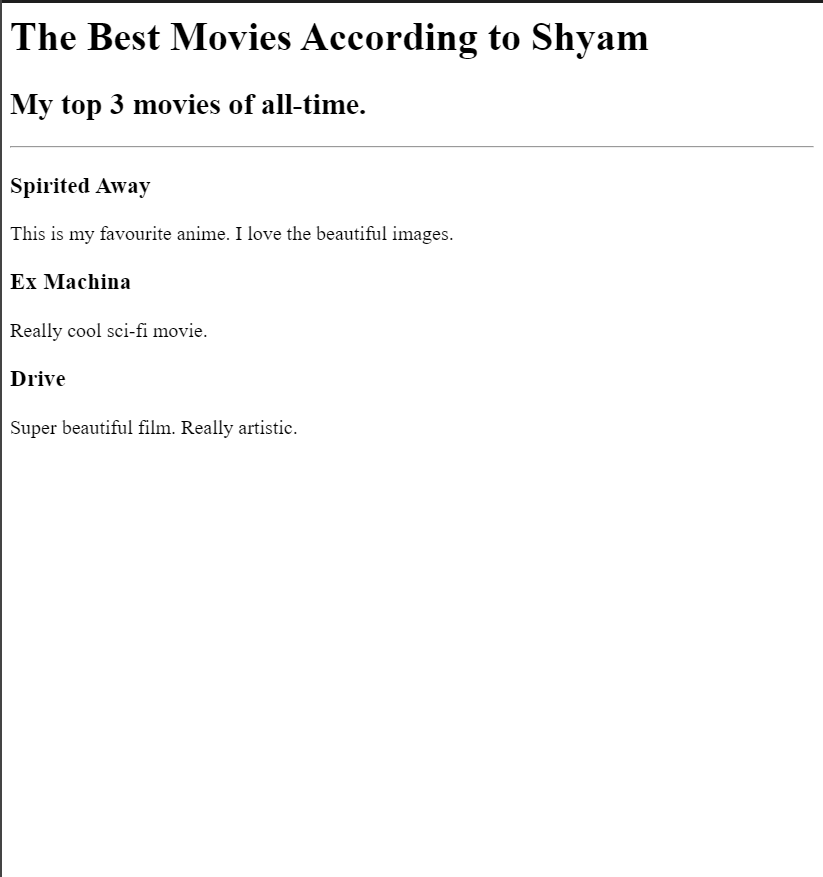 The Best Movies According to Shyam
My top 3 movies of all-time.
Spirited Away
This is my favourite anime. I love the beautiful images.
Ex Machina
Really cool sci-fi movie.
Drive
Super beautiful film. Really artistic.